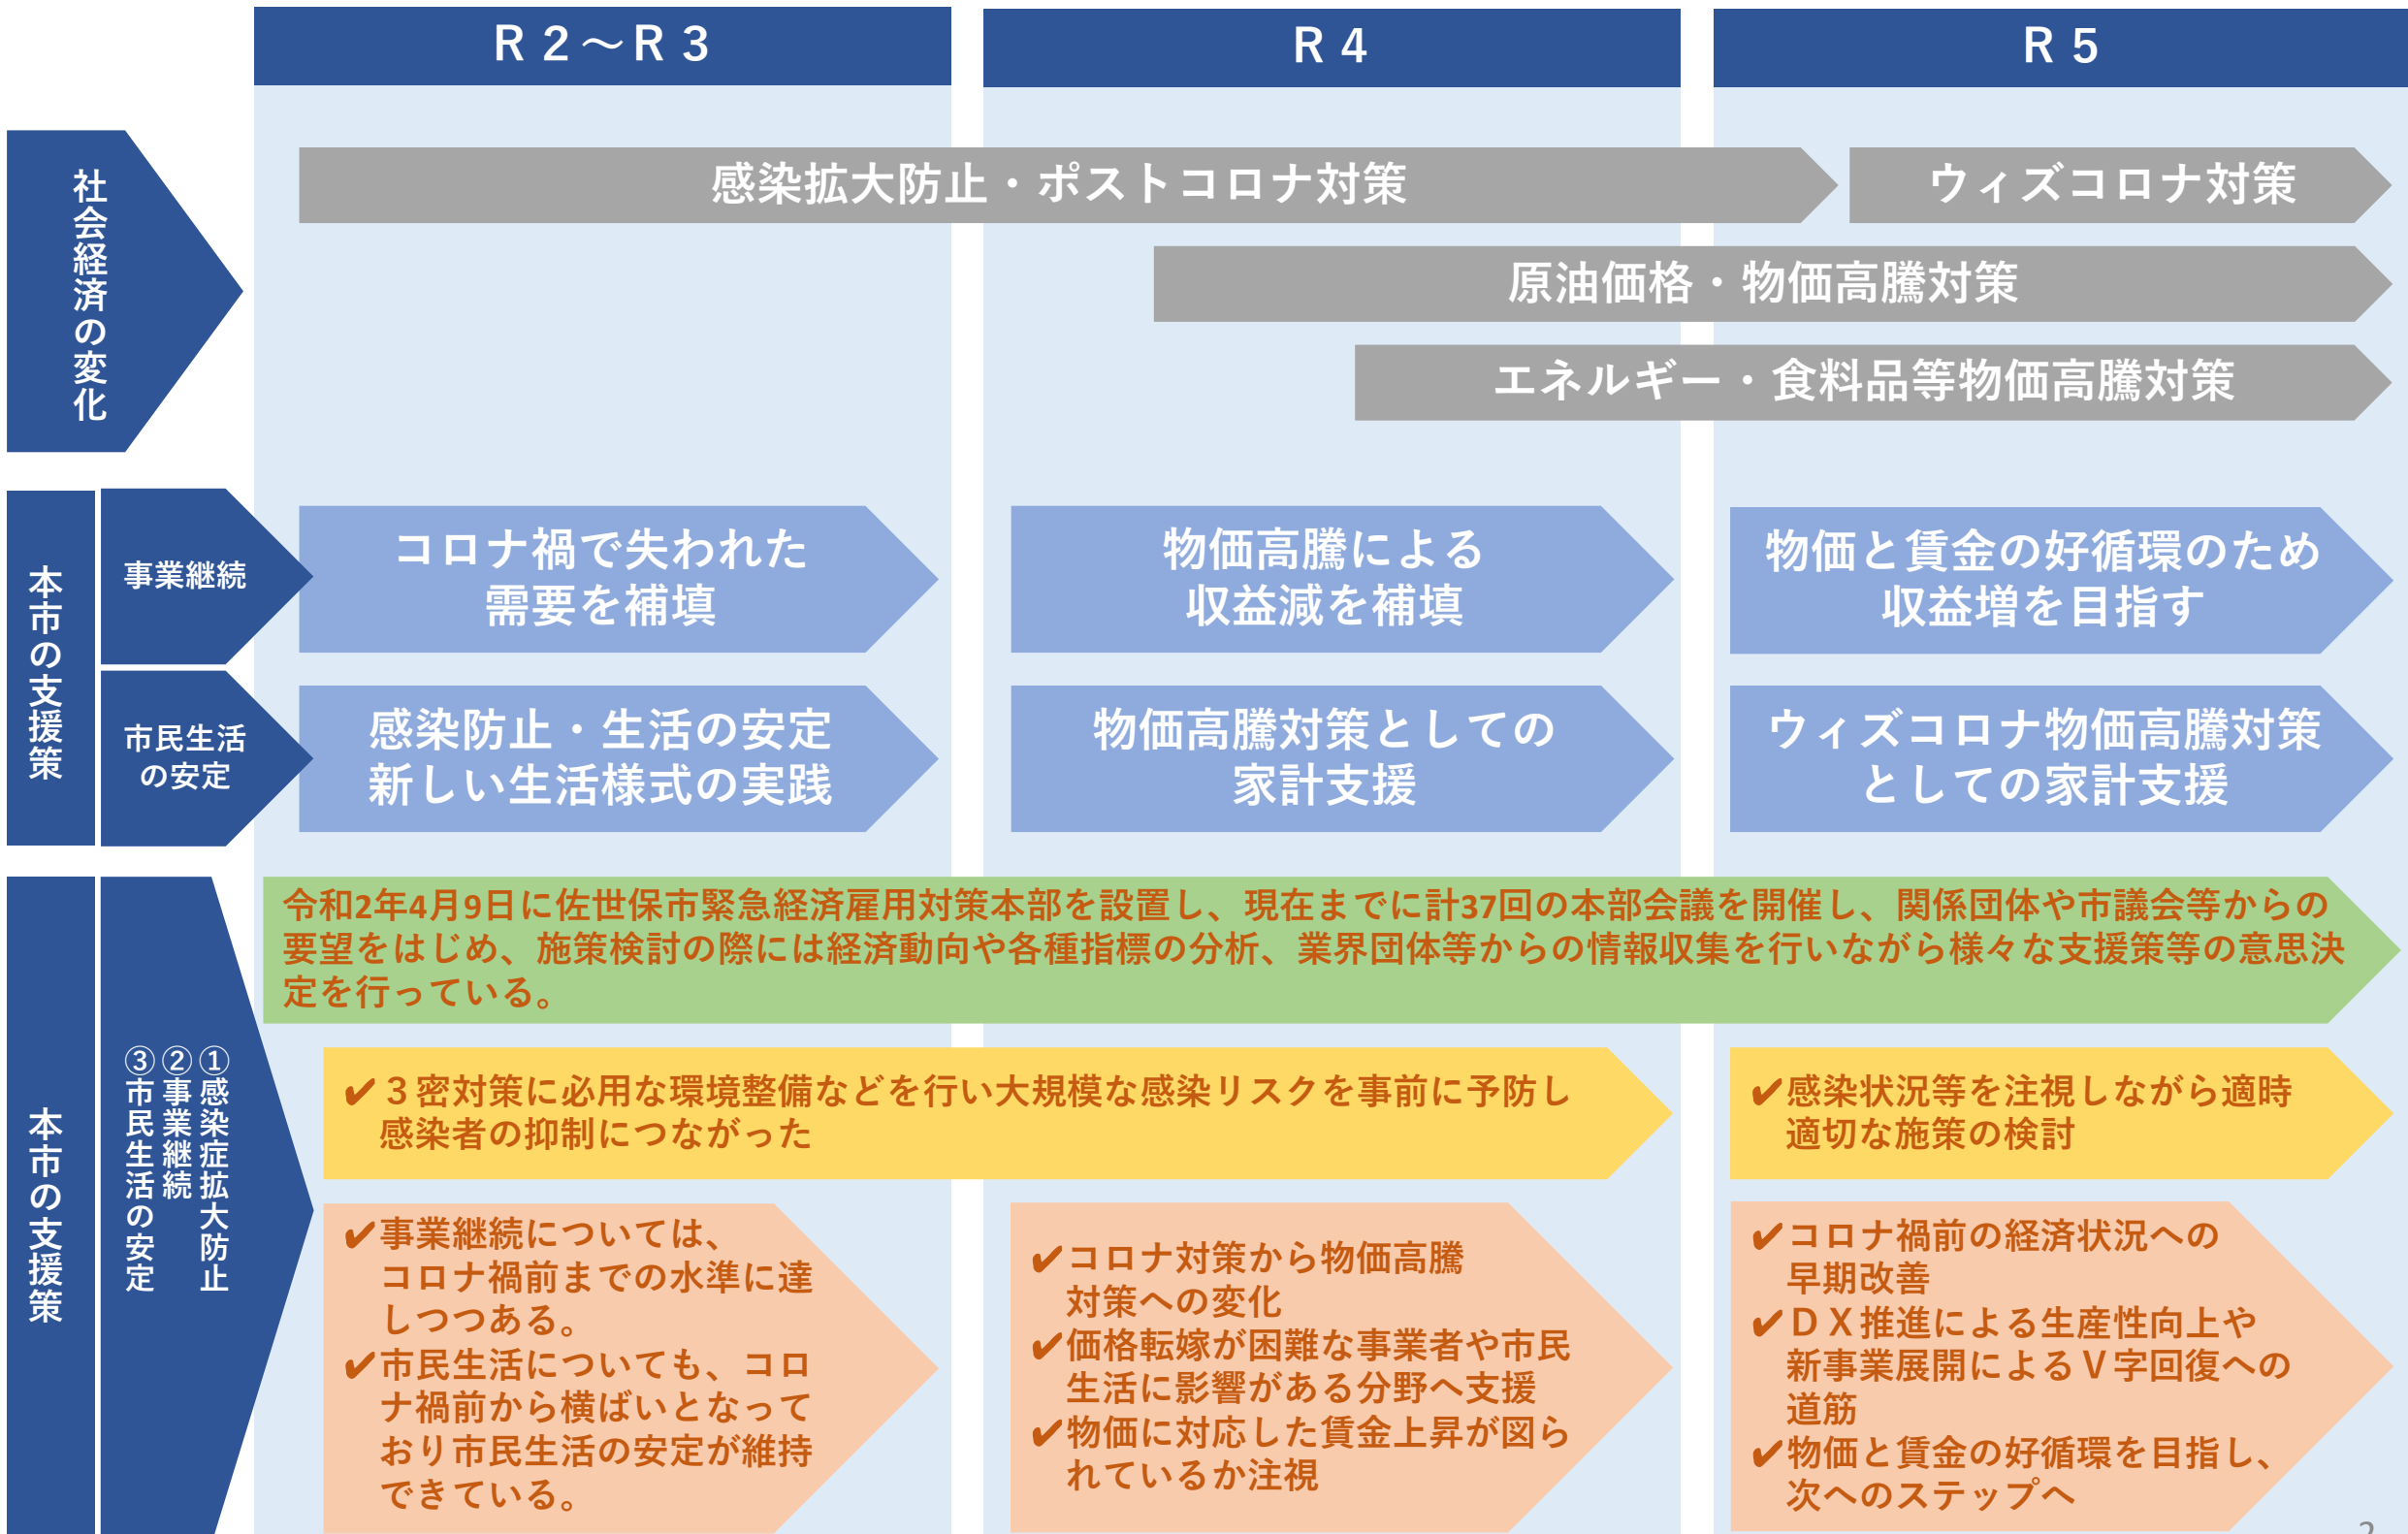 R２～R３
R４
R５
社会経済の変化
感染拡大防止・ポストコロナ対策
ウィズコロナ対策
原油価格・物価高騰対策
エネルギー・食料品等物価高騰対策
本市の支援策
事業継続
コロナ禍で失われた
需要を補填
物価高騰による
収益減を補填
物価と賃金の好循環のため
収益増を目指す
市民生活
の安定
感染防止・生活の安定
新しい生活様式の実践
物価高騰対策としての
家計支援
ウィズコロナ物価高騰対策
としての家計支援
本市の支援策
①感染症拡大防止
②事業継続
③市民生活の安定
令和2年4月9日に佐世保市緊急経済雇用対策本部を設置し、現在までに計37回の本部会議を開催し、関係団体や市議会等からの
要望をはじめ、施策検討の際には経済動向や各種指標の分析、業界団体等からの情報収集を行いながら様々な支援策等の意思決
定を行っている。
✔３密対策に必用な環境整備などを行い大規模な感染リスクを事前に予防し
感染者の抑制につながった
✔感染状況等を注視しながら適時
適切な施策の検討
✔事業継続については、
コロナ禍前までの水準に達
しつつある。
✔市民生活についても、コロ
ナ禍前から横ばいとなって
おり市民生活の安定が維持
できている。
✔コロナ対策から物価高騰
対策への変化
✔価格転嫁が困難な事業者や市民
生活に影響がある分野へ支援
✔物価に対応した賃金上昇が図ら
れているか注視
✔コロナ禍前の経済状況への
早期改善
✔ＤＸ推進による生産性向上や
新事業展開によるＶ字回復への
道筋
✔物価と賃金の好循環を目指し、
次へのステップへ
2